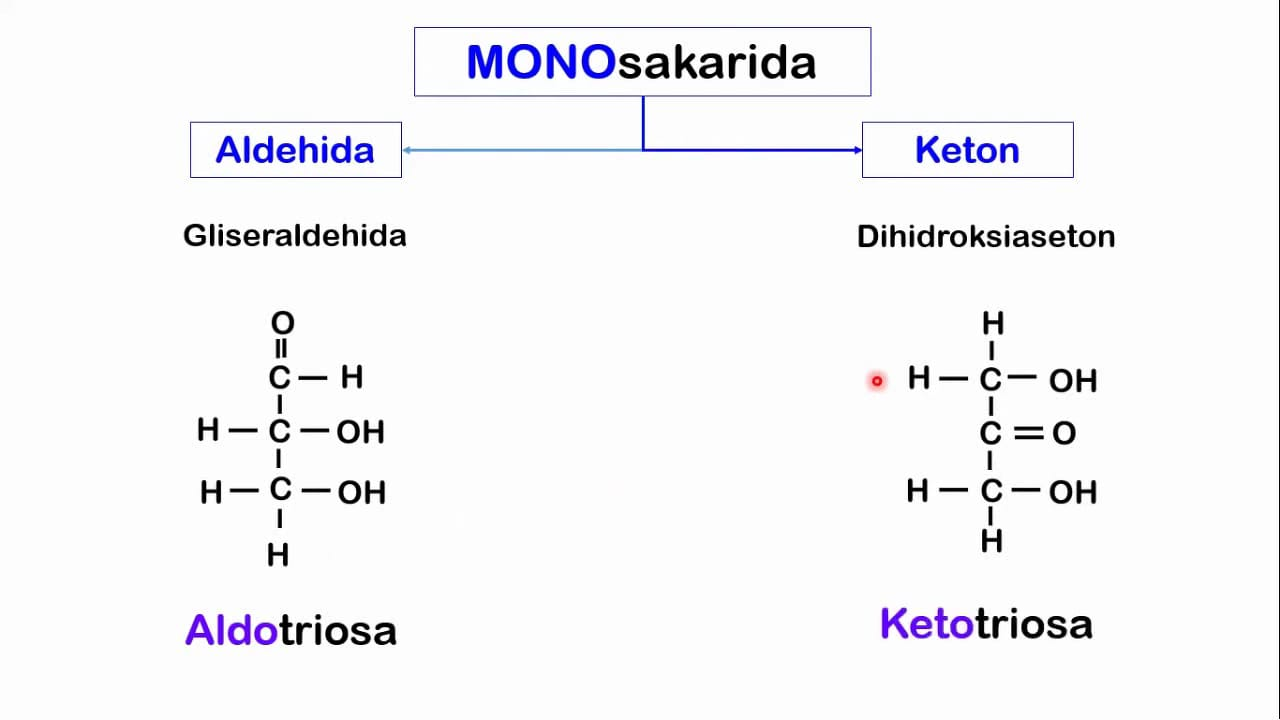 MONOsakarida
Aldehida
Keton
Gliseraldehida
Dihidroksiaseton
O
C — H
H — C — OH
H — C — OH
H
H
H — C — OH
C = O
H — C — OH
H
Aldotriosa
Ketotriosa